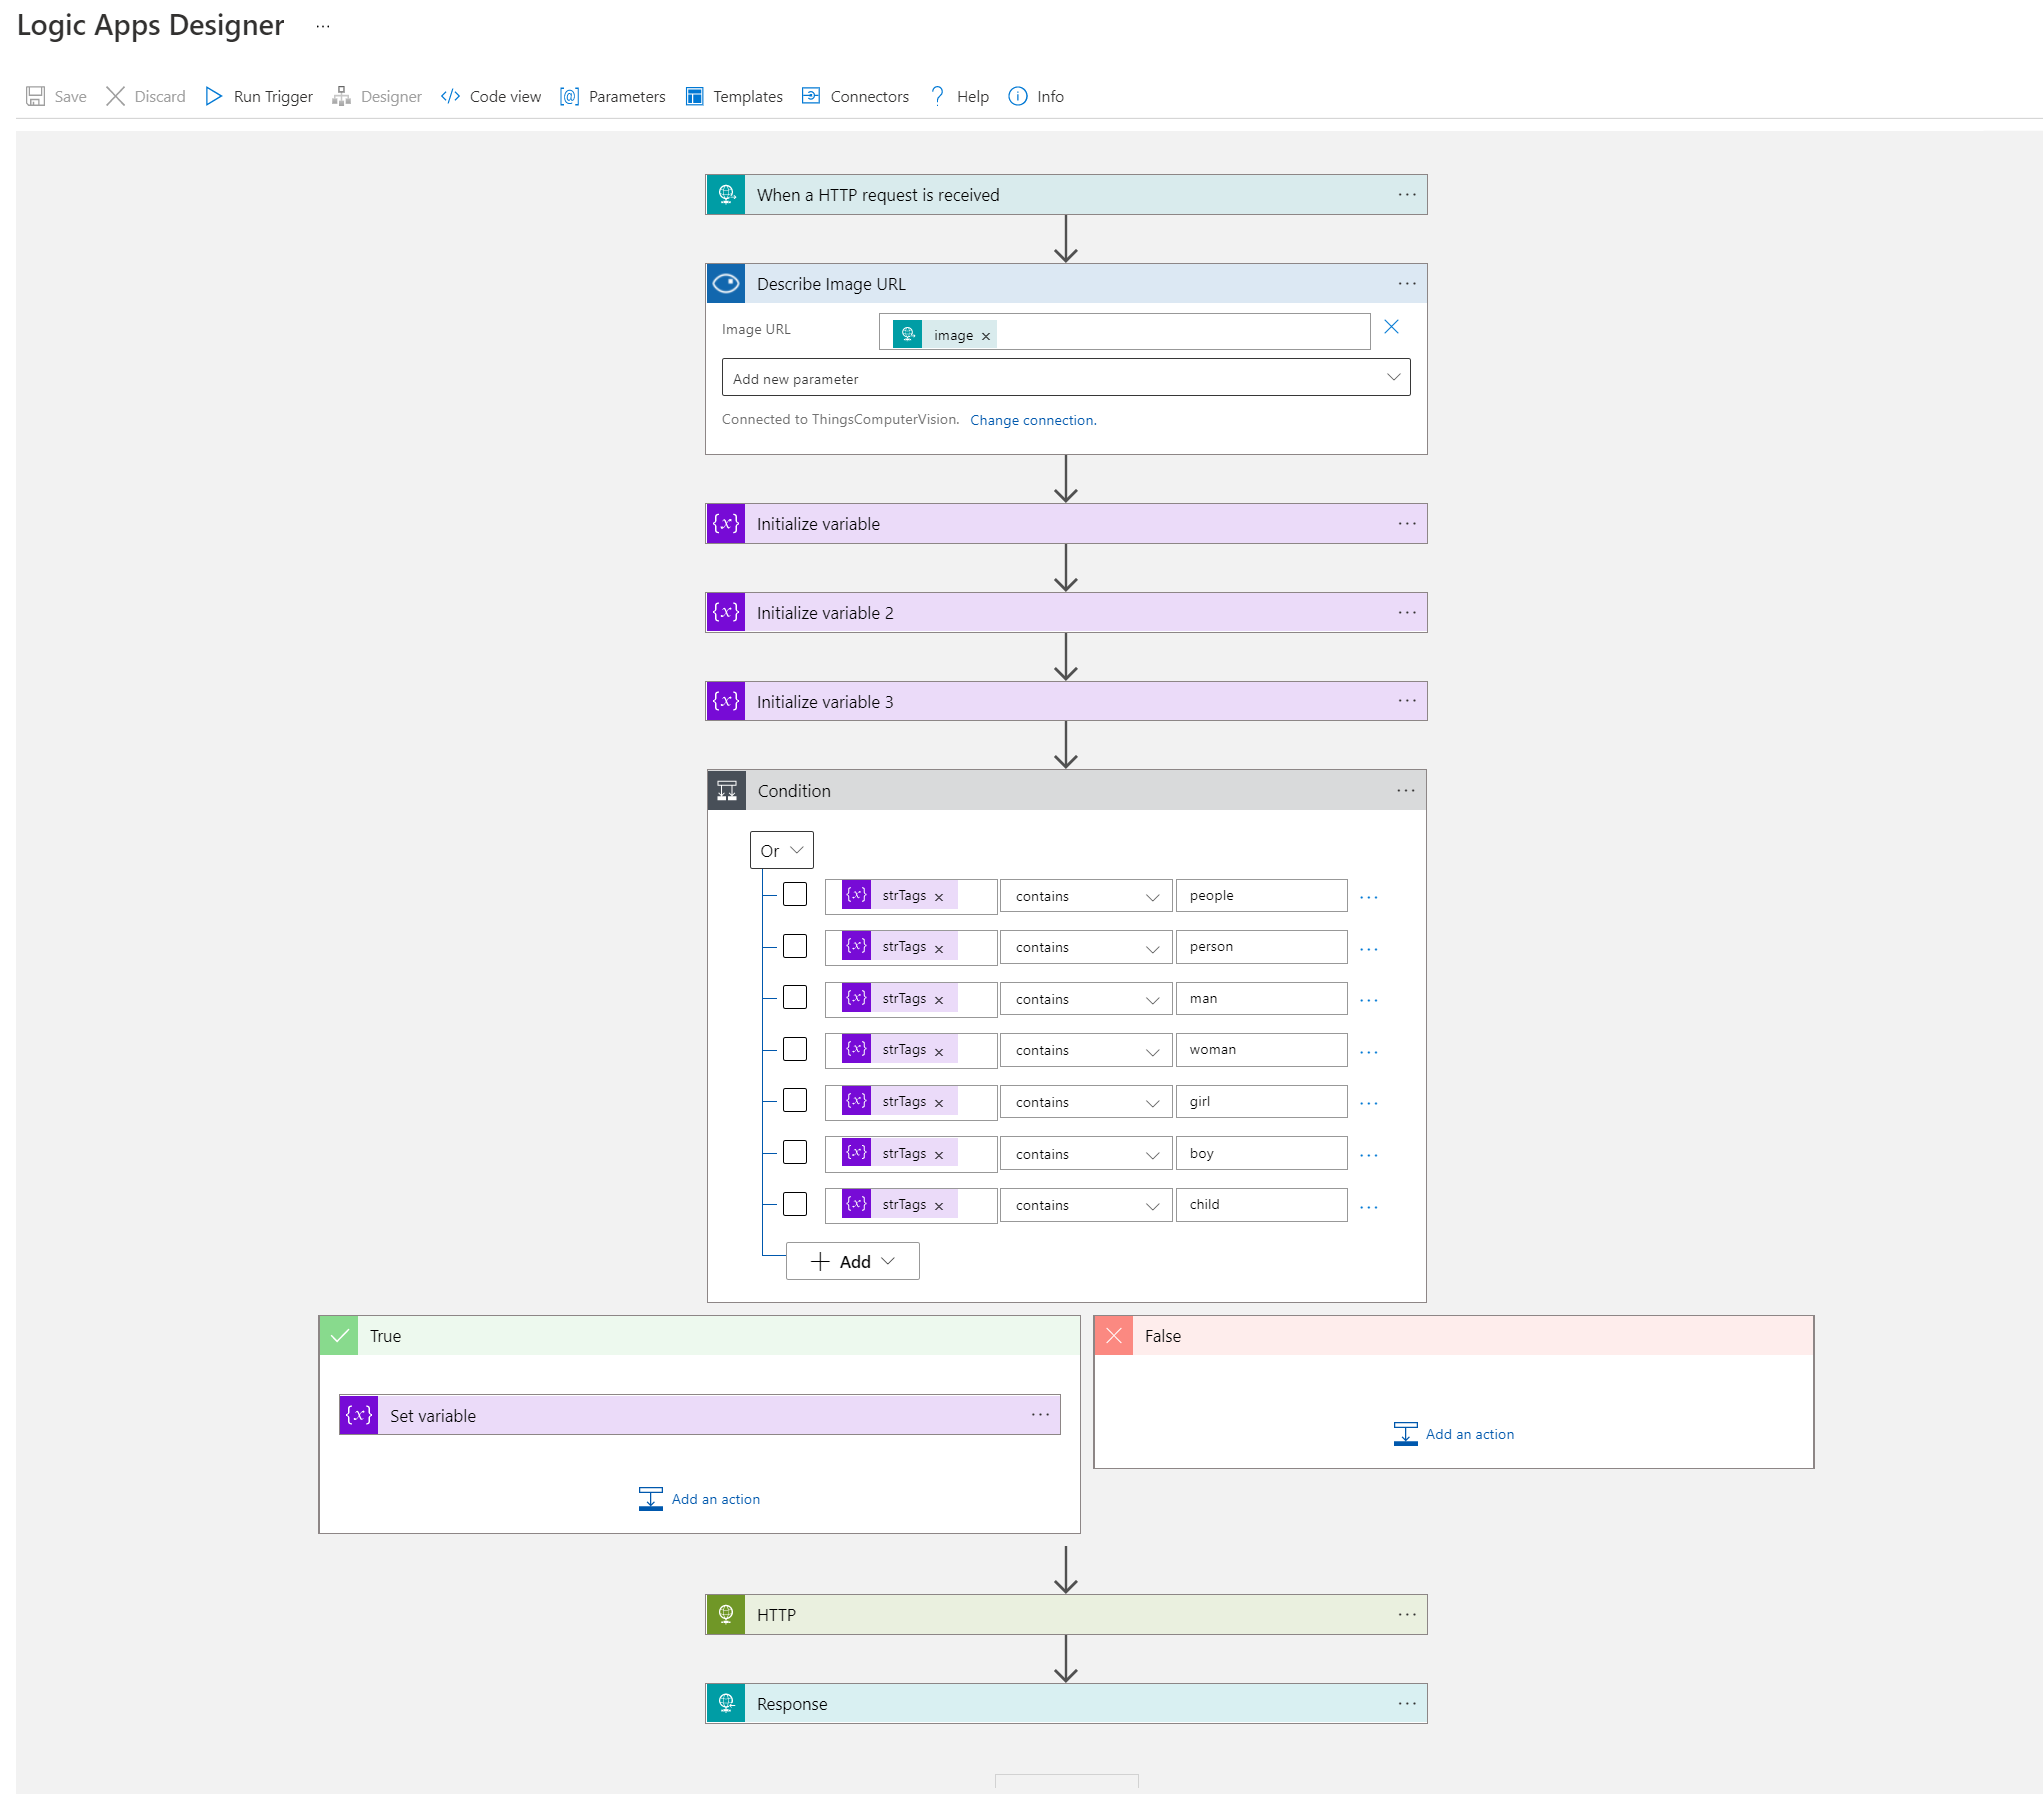 Logic Apps Designer ...
Save Discard Run Trigger Designer Code view Parameters Templates Connectors Help Info
When a HTTP request is received
Describe Image URL
Image URL image
Add new parameter
Connected to ThingsComputerVision. Change connection.
{x} Initialize variable
{x} Initialize variable 2
{x} Initialize variable 3
Condition
Or
{x} strTags contains people
{x} strTags contains person
{x} strTags contains man
{x} strTags contains woman
{x} strTags contains girl
{x} strTags contains boy
{x} strTags contains child
+ Add
True
False
{x} Set variable
Add an action
Add an action
HTTP
Response